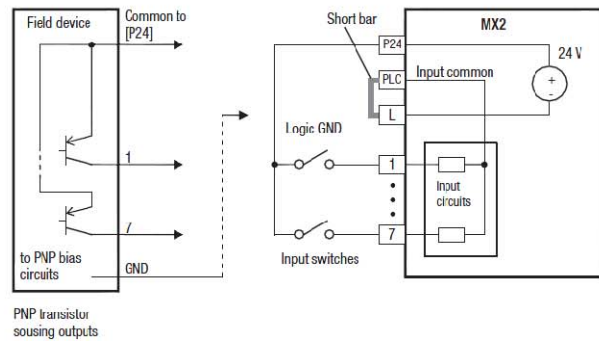 Field device
Common to
[P24]
1
7
to PNP bias
circuits
GND
PNP transistor
sousing outputs
Short bar
P24
PLC
L
Logic GND
1
7
Input switches
MX2
24 V
Input common
+
-
Input
circuits